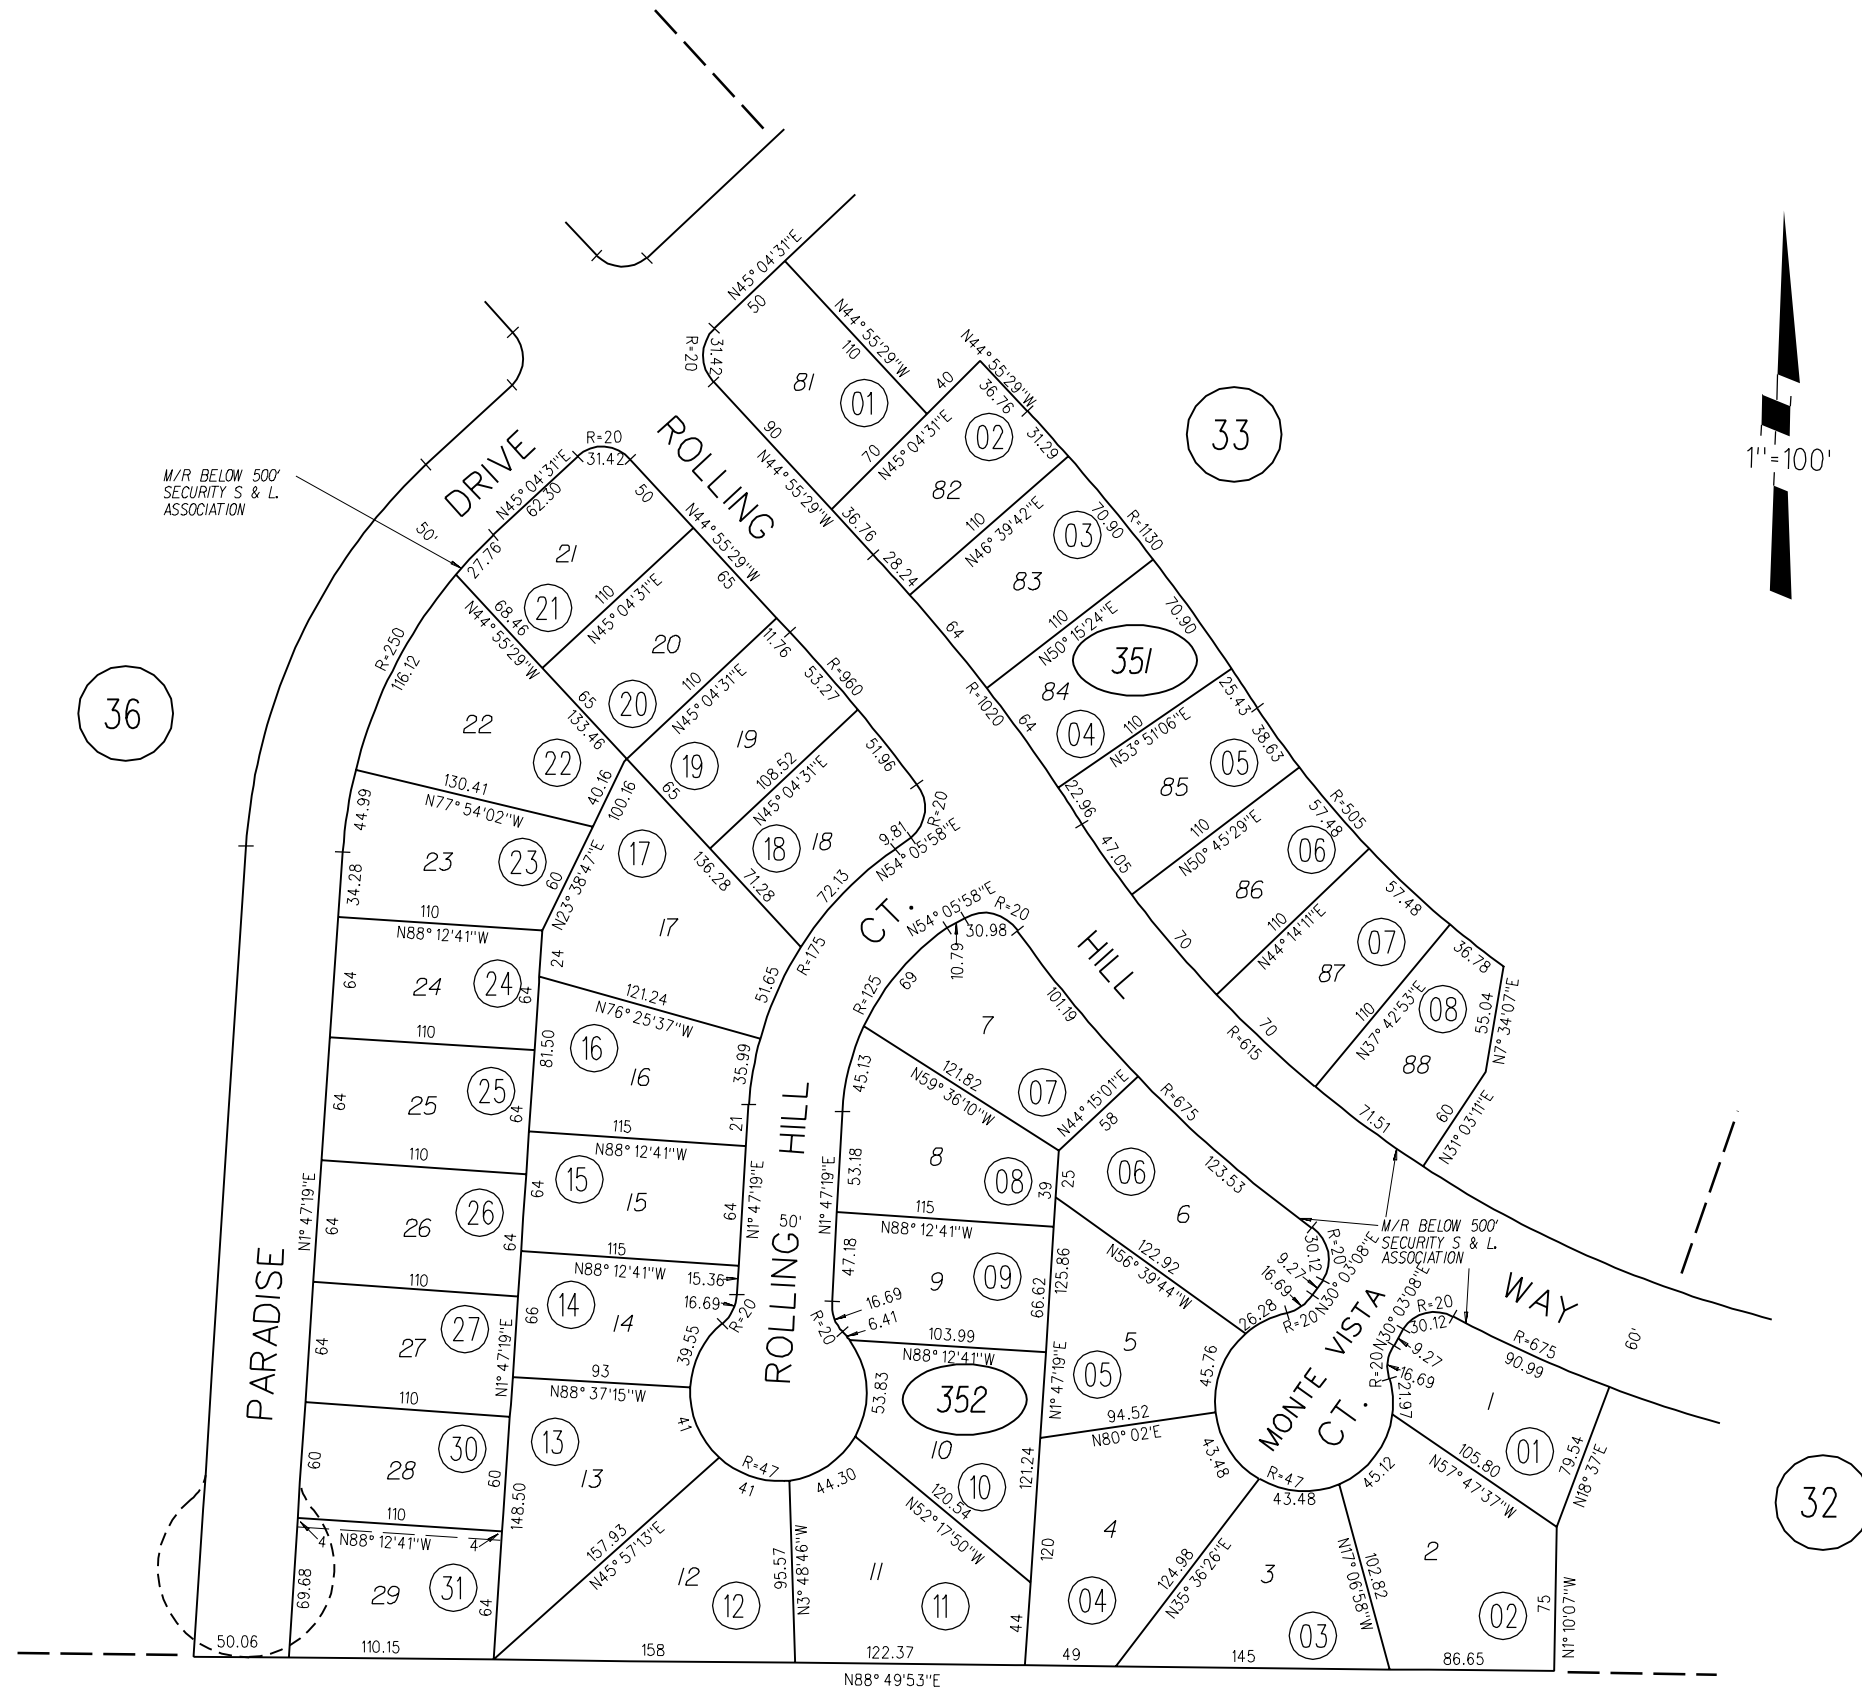 N45°04'31"E
50
R=20
31.42
81
01
110
N44°55'29"W
90
N44°55'29"W
70
40
N45°04'31"E
N44°55'29"W
36.76
31.29
02
82
36.76
28.24
110
N46°39'42"E
33
1"=100'
70.90
R=1130
03
83
64
110
N50°15'24"E
70.90
351
84
04
R=1020
64
110
N53°51'06"E
25.43
38.63
05
85
22.96
47.05
110
N50°45'29"E
57.48
R=505
06
86
70
110
N44°14'11"E
57.48
07
87
70
R=615
110
N37°42'53"E
36.78
08
88
55.04
N7°34'07"E
60
N31°03'11"E
71.51
M/R BELOW 500'
SECURITY S & L.
ASSOCIATION
DRIVE
ROLLING
50'
N45°04'31"E
62.30
27.76
R=20
31.42
50
21
21
68.46
N44°55'29"W
110
N45°04'31"E
N44°55'29"W
65
20
20
65
133.46
110
N45°04'31"E
11.76
53.27
R=960
19
19
65
108.52
N45°04'31"E
51.96
R=20
9.81
N54°05'58"E
18
18
136.28
71.28
72.13
36
R=250
116.12
22
22
130.41
N77°54'02"W
40.16
100.16
44.99
23
23
34.28
60
N23°38'47"E
17
17
110
N88°12'41"W
24
64
24
24
64
121.24
N76°25'37"W
51.65
R=175
CT.
N54°05'58"E
R=20
30.98
10.79
HILL
R=125
69
7
101.19
110
81.50
16
16
35.99
45.13
121.82
N59°36'10"W
07
N44°15'01"E
58
R=675
64
25
25
64
115
N88°12'41"W
21
HILL
53.18
8
08
39
25
06
6
123.53
110
N1°47'19"E
64
26
26
64
64
15
15
64
N1°47'19"E
50'
N1°47'19"E
115
N88°12'41"W
122.92
N56°39'44"W
M/R BELOW 500'
SECURITY S & L.
ASSOCIATION
115
N88°12'41"W
15.36
16.69
R=20
ROLLING
47.18
9
09
66.62
125.86
16.69
6.41
R=20
30.12
R=20
9.27
16.69
N30°03'08"E
R=20
26.28
110
PARADISE
64
27
27
N1°47'19"E
66
14
14
39.55
103.99
N88°12'41"W
5
05
N1°47'19"E
45.76
MONTE VISTA
CT.
N30°03'08"E
R=20
30.12
9.27
16.69
R=20
21.97
WAY
R=675
90.99
60'
110
93
N88°37'15"W
53.83
352
94.52
N80°02'E
1
01
79.54
N18°37'E
60
28
30
60
13
13
41
R=47
41
44.30
10
10
121.24
43.48
R=47
43.48
45.12
105.80
N57°47'37"W
32
110
N88°12'41"W
4
4
148.50
157.93
N45°57'13"E
95.57
N3°48'46"W
120.54
N52°17'50"W
120
4
04
124.98
N35°36'26"E
3
03
N17°06'58"W
102.82
2
02
75
N1°10'07"W
69.68
29
31
64
12
12
11
11
44
50.06
110.15
158
122.37
49
145
86.65
N88°49'53"E